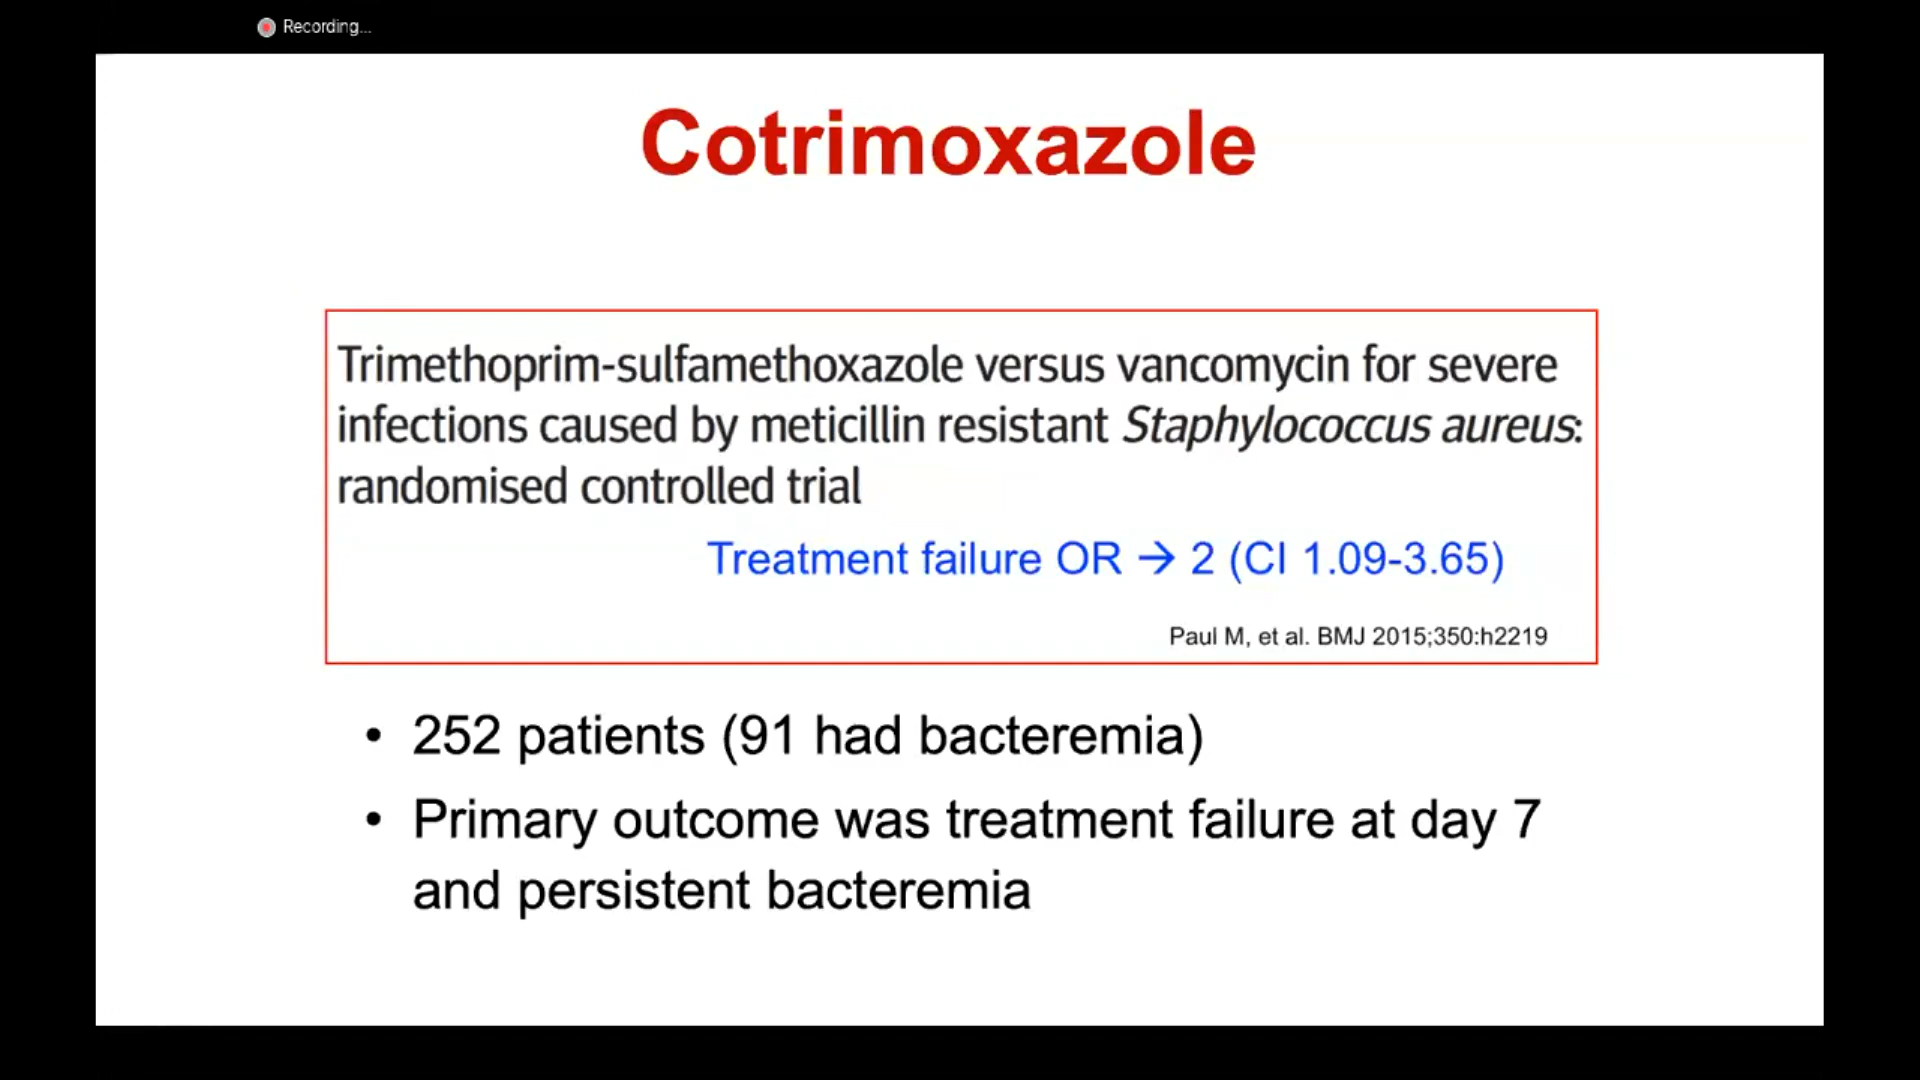 Recording...
Cotrimoxazole
Trimethoprim-sulfamethoxazole versus vancomycin for severe
infections caused by meticillin resistant Staphylococcus aureus:
randomised controlled trial
Treatment failure OR → 2 (CI 1.09-3.65)
Paul M, et al. BMJ 2015;350:h2219
• 252 patients (91 had bacteremia)
• Primary outcome was treatment failure at day 7
and persistent bacteremia